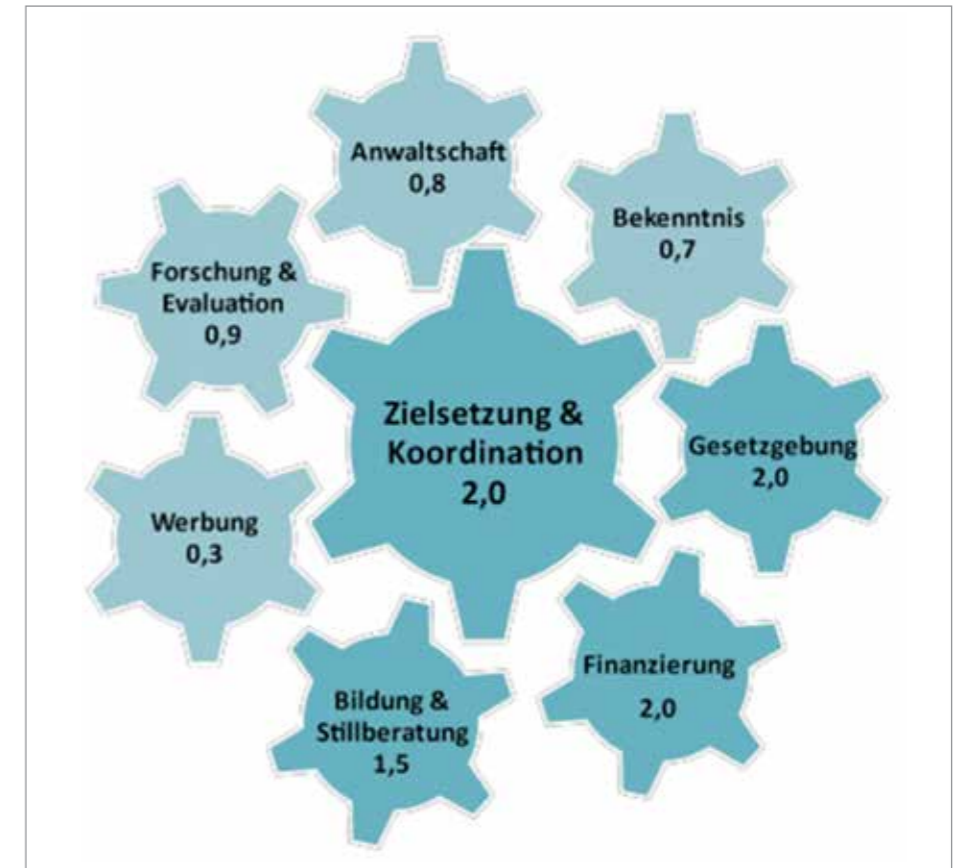 Anwaltschaft
0,8
Bekenntnis
0,7
Forschung &
Evaluation
0,9
Zielsetzung &
Koordination
2,0
Gesetzgebung
2,0
Werbung
0,3
Finanzierung
2,0
Bildung &
Stillberatung
1,5